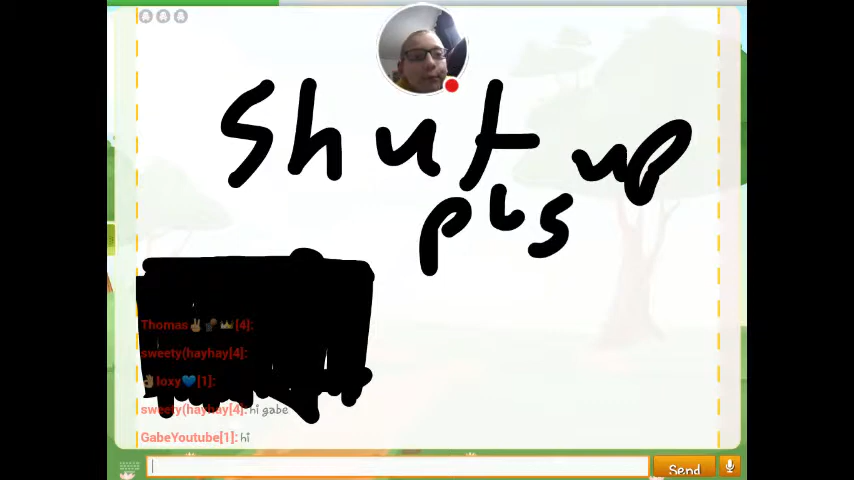 Shut up
pls
Thomas✌🏽💣👑[4]:
sweety(hayhay[4]:
loxy💙[1]:
sweety(hayhay[4]: hi gabe
GabeYoutube[1]: hi
Send